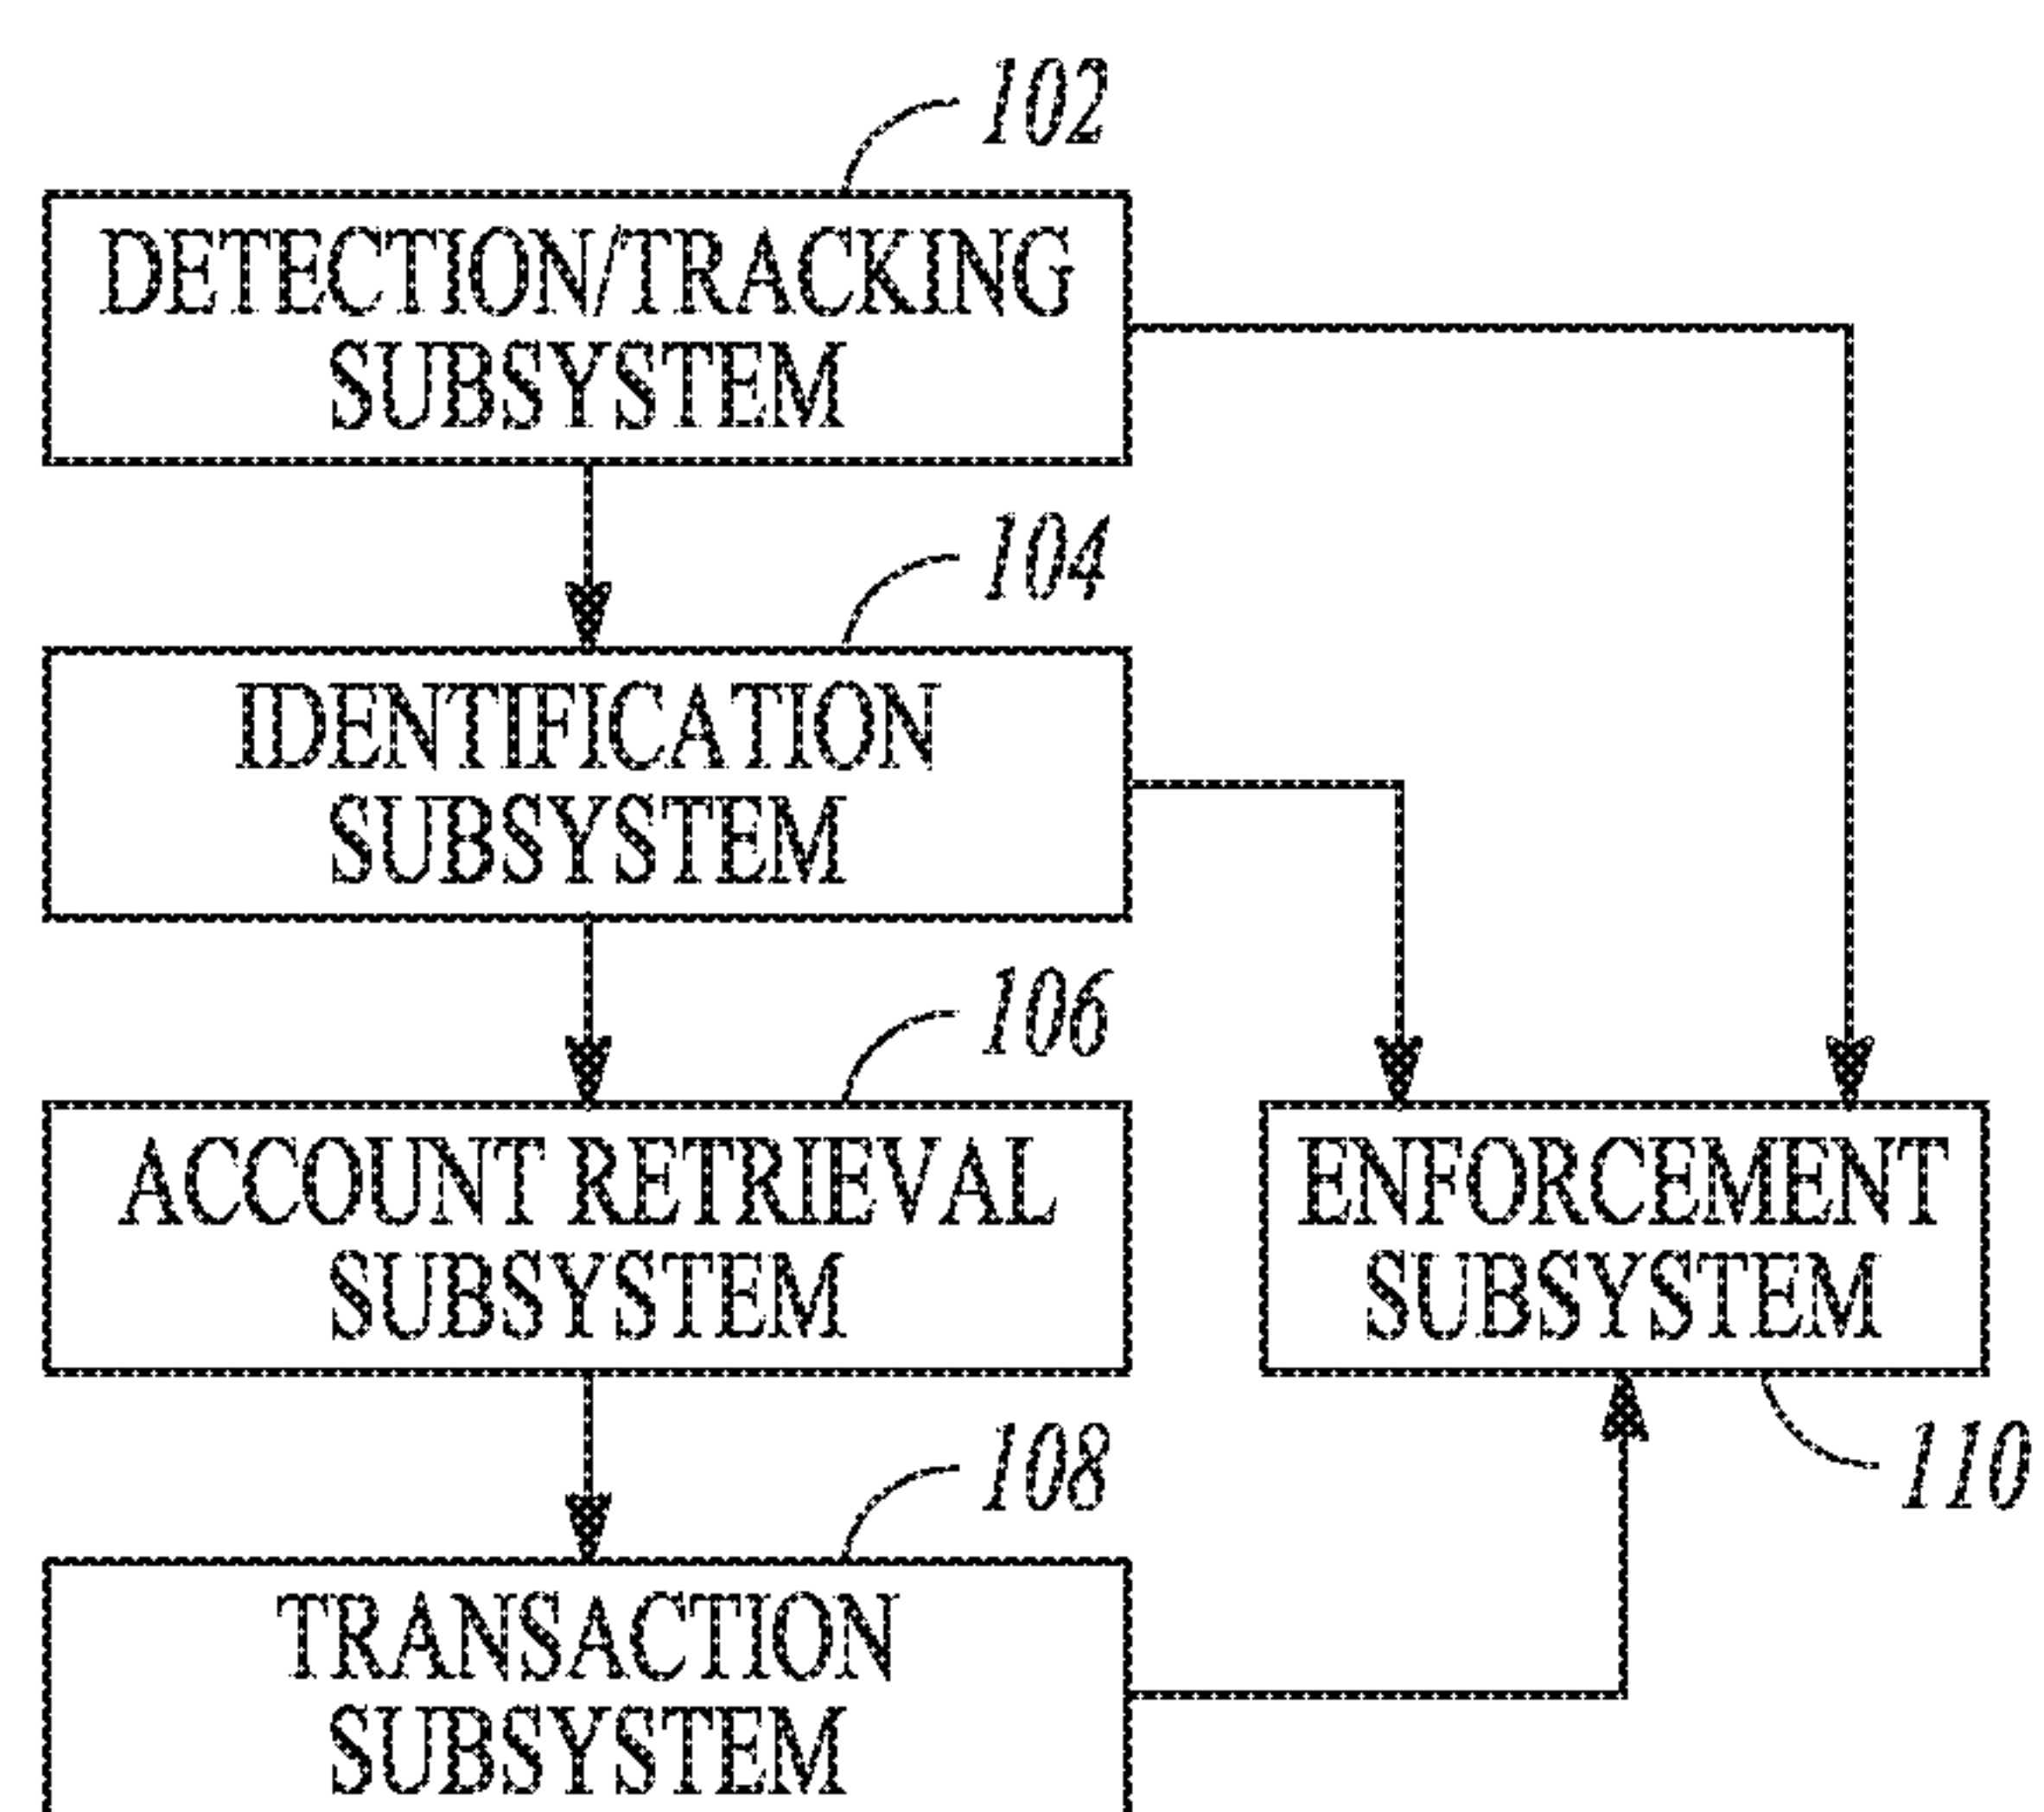 102
DETECTION/TRACKING
SUBSYSTEM
104
IDENTIFICATION
SUBSYSTEM
106
ACCOUNT RETRIEVAL
SUBSYSTEM
ENFORCEMENT
SUBSYSTEM
108
110
TRANSACTION
SUBSYSTEM